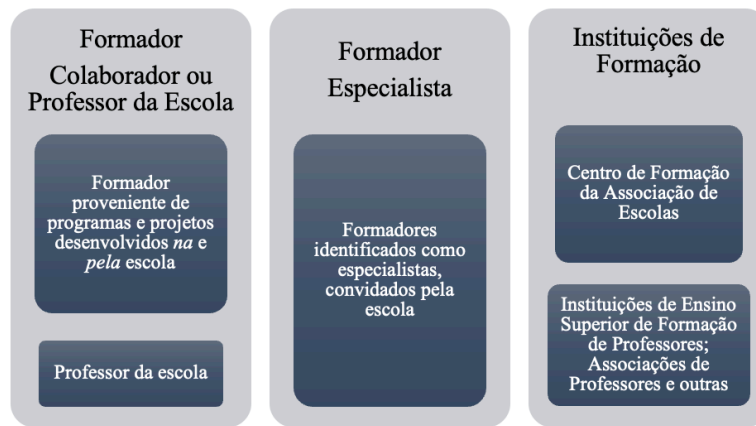 Formador
Colaborador ou
Professor da Escola
Formador
proveniente de
programas e projetos
desenvolvidos na e
pela escola
Professor da escola
Formador
Especialista
Formadores
identificados como
especialistas,
convidados pela
escola
Instituições de
Formação
Centro de Formação
da Associação de
Escolas
Instituições de Ensino
Superior de Formação
de Professores;
Associações de
Professores e outras